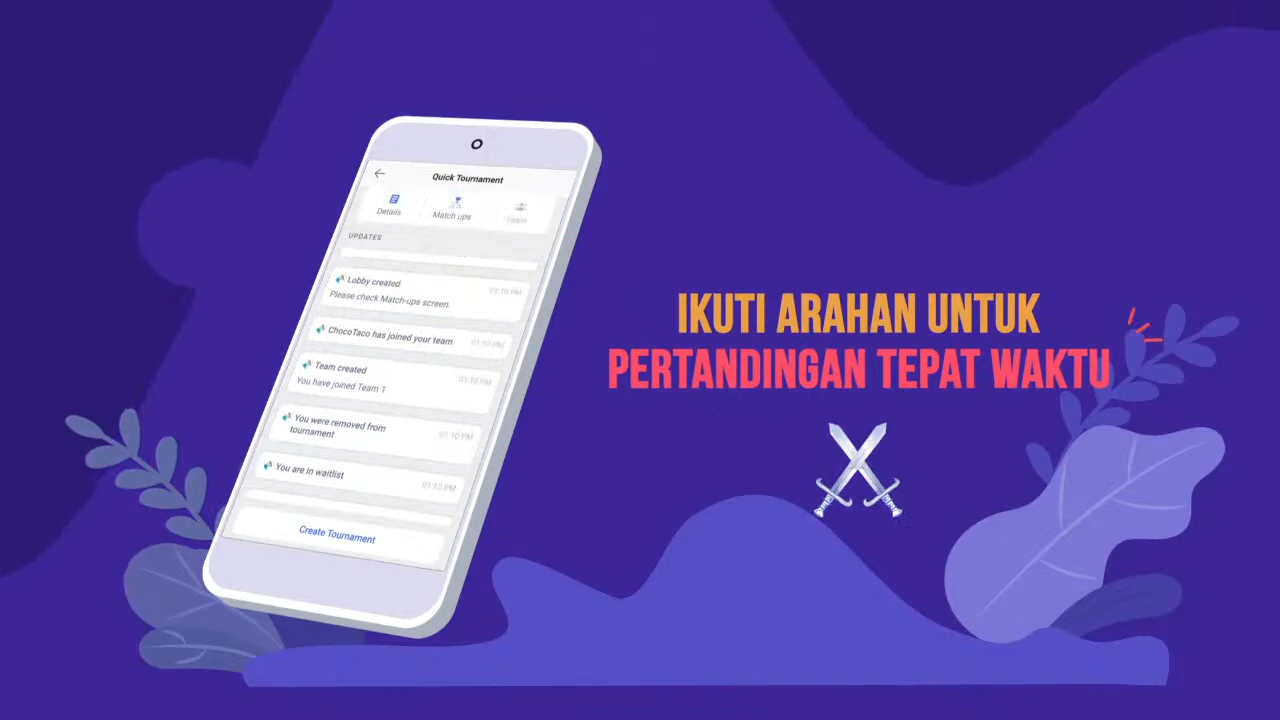 Quick Tournament
Details
Match ups
UPDATES
Lobby created
01:10 PM
Please check Match-ups screen.
ChocoTaco has joined your team
01:10 PM
Team created
01:10 PM
You have joined Team 1
You were removed from
tournament
01:10 PM
You are in waitlist
01:10 PM
Create Tournament
IKUTI ARAHAN UNTUK
PERTANDINGAN TEPAT WAKTU